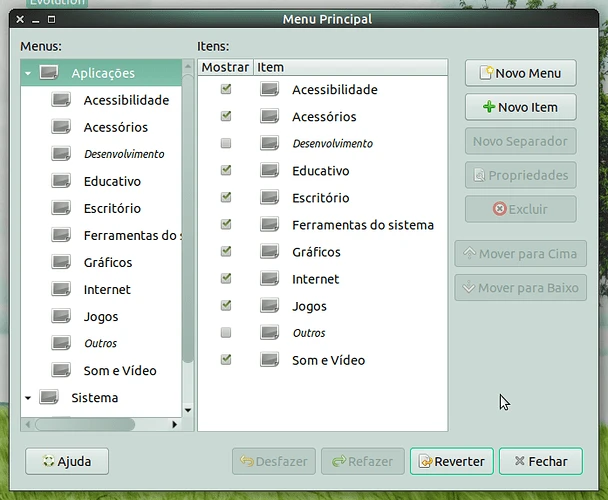 Evolution
Menu Principal
Menus:
Aplicações
Acessibilidade
Acessórios
Desenvolvimento
Educativo
Escritório
Ferramentas do s
Gráficos
Internet
Jogos
Outros
Som e Vídeo
Sistema
Itens:
Mostrar Item
Acessibilidade
Acessórios
Desenvolvimento
Educativo
Escritório
Ferramentas do sistema
Gráficos
Internet
Jogos
Outros
Som e Vídeo
Novo Menu
Novo Item
Novo Separador
Propriedades
Excluir
Mover para Cima
Mover para Baixo
Ajuda
Desfazer
Refazer
Reverter
Fechar